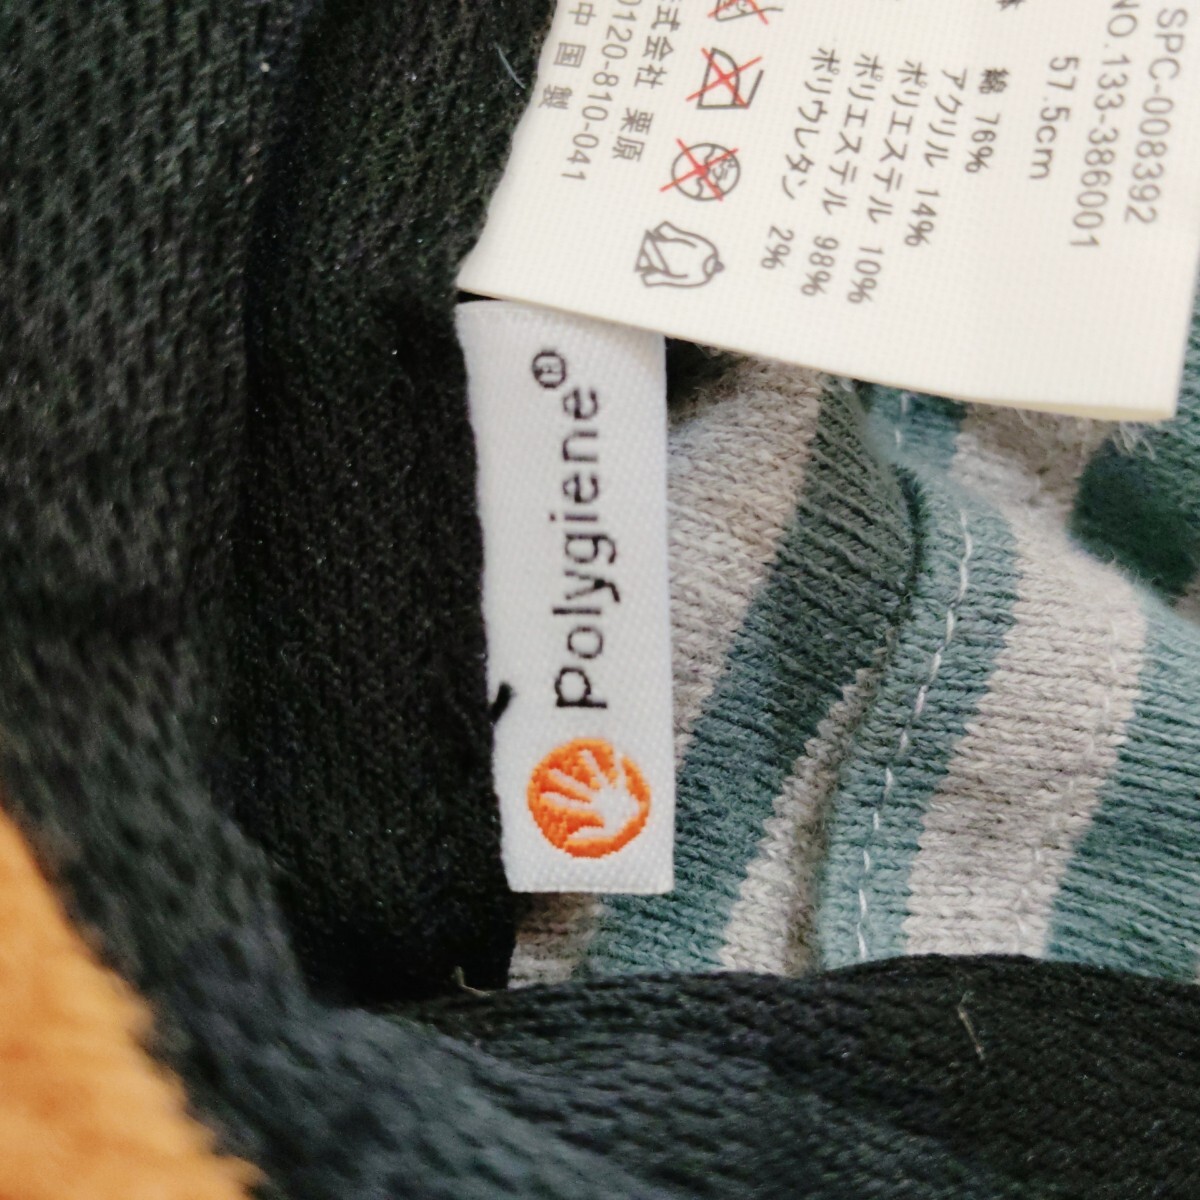 SPC-008392
NO.133-386001
57.5cm
体
綿 76%
アクリル 14%
ポリエステル 10%
ポリエステル 98%
ポリウレタン 2%
式会社 栗原
0120-810-041
中国製
Polygiene®